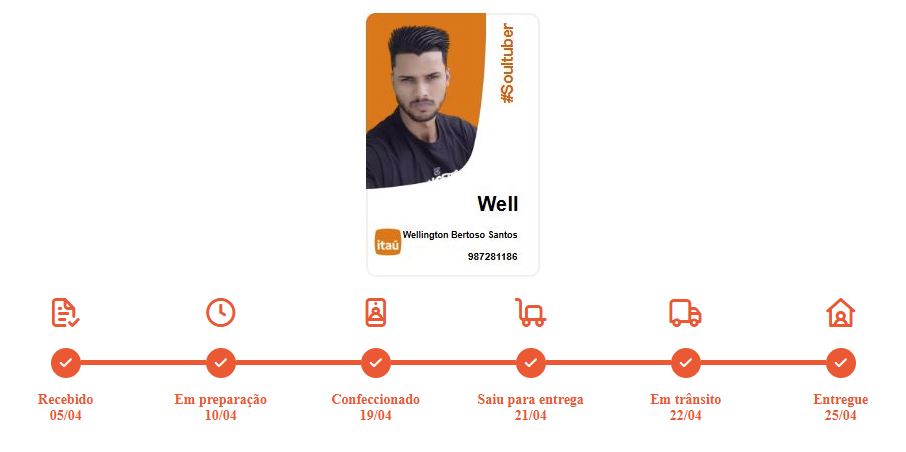 #Soultuber
Well
itaú
Wellington Bertoso Santos
987281186
Recebido
05/04
Em preparação
10/04
Confeccionado
19/04
Saiu para entrega
21/04
Em trânsito
22/04
Entregue
25/04